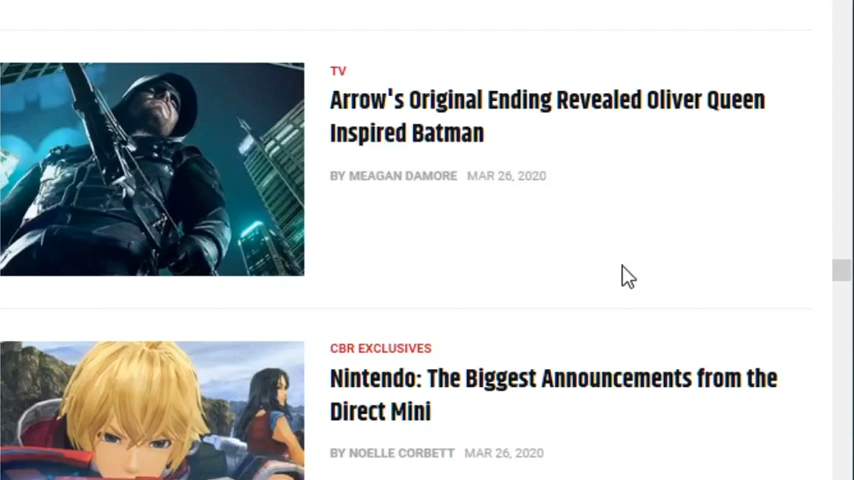 TV
Arrow's Original Ending Revealed Oliver Queen
Inspired Batman
BY MEAGAN DAMORE MAR 26, 2020
CBR EXCLUSIVES
Nintendo: The Biggest Announcements from the
Direct Mini
BY NOELLE CORBETT MAR 26, 2020